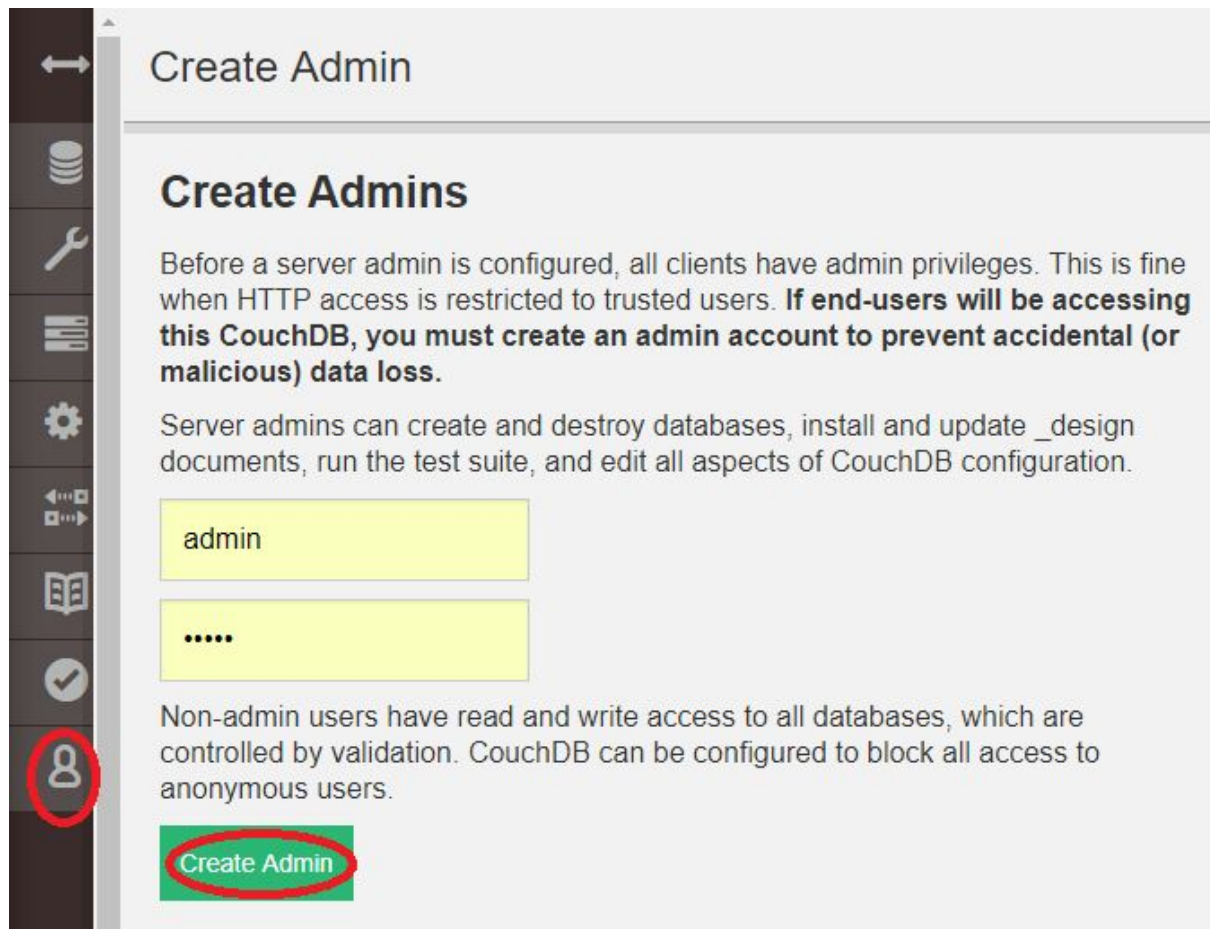 Create Admin
Create Admins
Before a server admin is configured, all clients have admin privileges. This is fine
when HTTP access is restricted to trusted users. If end-users will be accessing
this CouchDB, you must create an admin account to prevent accidental (or
malicious) data loss.
Server admins can create and destroy databases, install and update _design
documents, run the test suite, and edit all aspects of CouchDB configuration.
admin
•••••
Non-admin users have read and write access to all databases, which are
controlled by validation. CouchDB can be configured to block all access to
anonymous users.
Create Admin